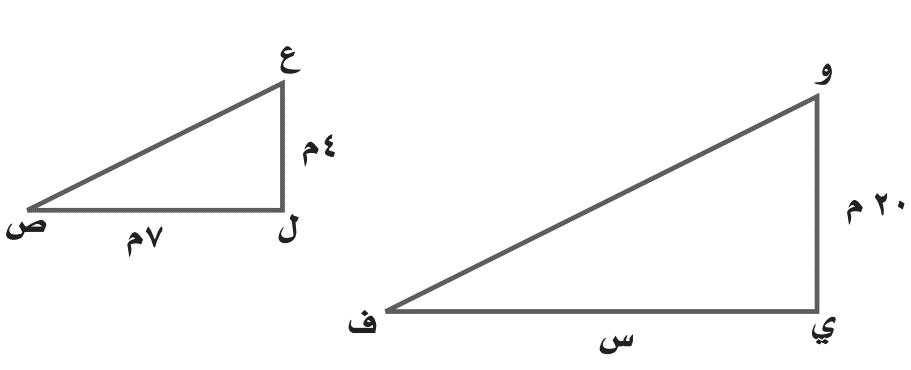 ع
٤م
ل
٧م
ص
و
٢٠ م
ي
س
ف